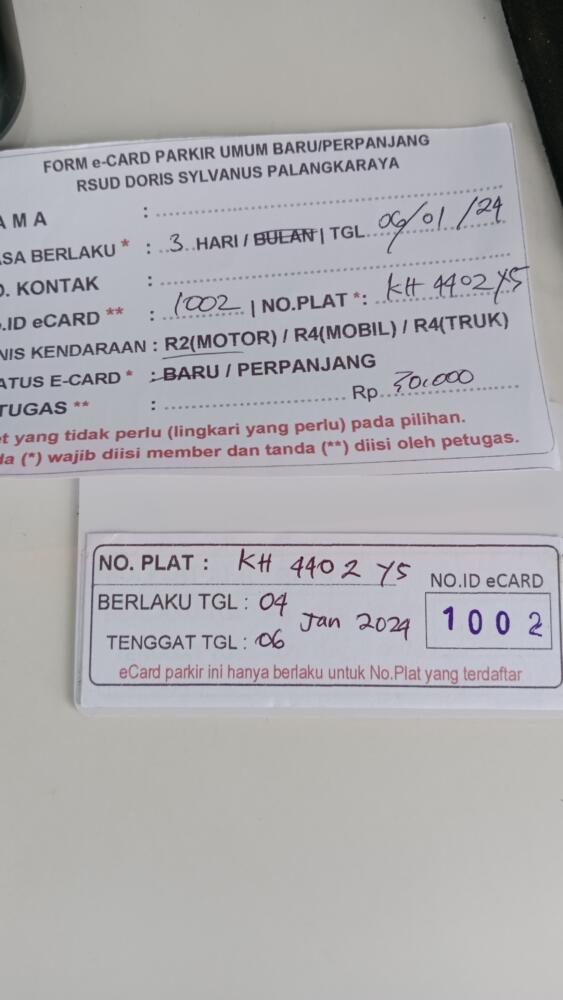 FORM e-CARD PARKIR UMUM BARU/PERPANJANG
RSUD DORIS SYLVANUS PALANGKARAYA
AMA :
ASA BERLAKU * : 3 HARI / BULAN | TGL 06/01/24
O. KONTAK :
O.ID eCARD ** : 1002 | NO.PLAT *: KH 4402 YS
NIS KENDARAAN : R2(MOTOR) / R4(MOBIL) / R4(TRUK)
ATUS E-CARD * : BARU / PERPANJANG
TUGAS ** : Rp 30.000
t yang tidak perlu (lingkari yang perlu) pada pilihan.
da (*) wajib diisi member dan tanda (**) diisi oleh petugas.
NO. PLAT : KH 4402 YS
NO.ID eCARD
BERLAKU TGL : 04
Jan 2024
1002
TENGGAT TGL : 06
eCard parkir ini hanya berlaku untuk No.Plat yang terdaftar